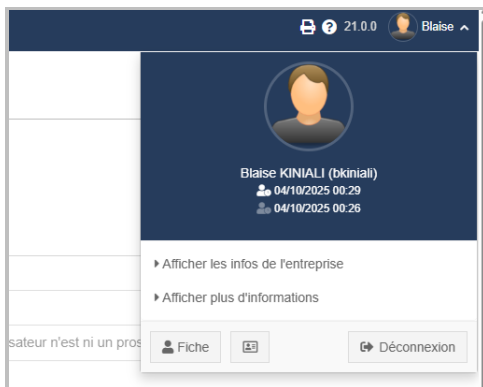 21.0.0 Blaise
Blaise KINIALI (bkiniali)
04/10/2025 00:29
04/10/2025 00:26
Afficher les infos de l'entreprise
Afficher plus d'informations
sateur n'est ni un pros
Fiche Déconnexion